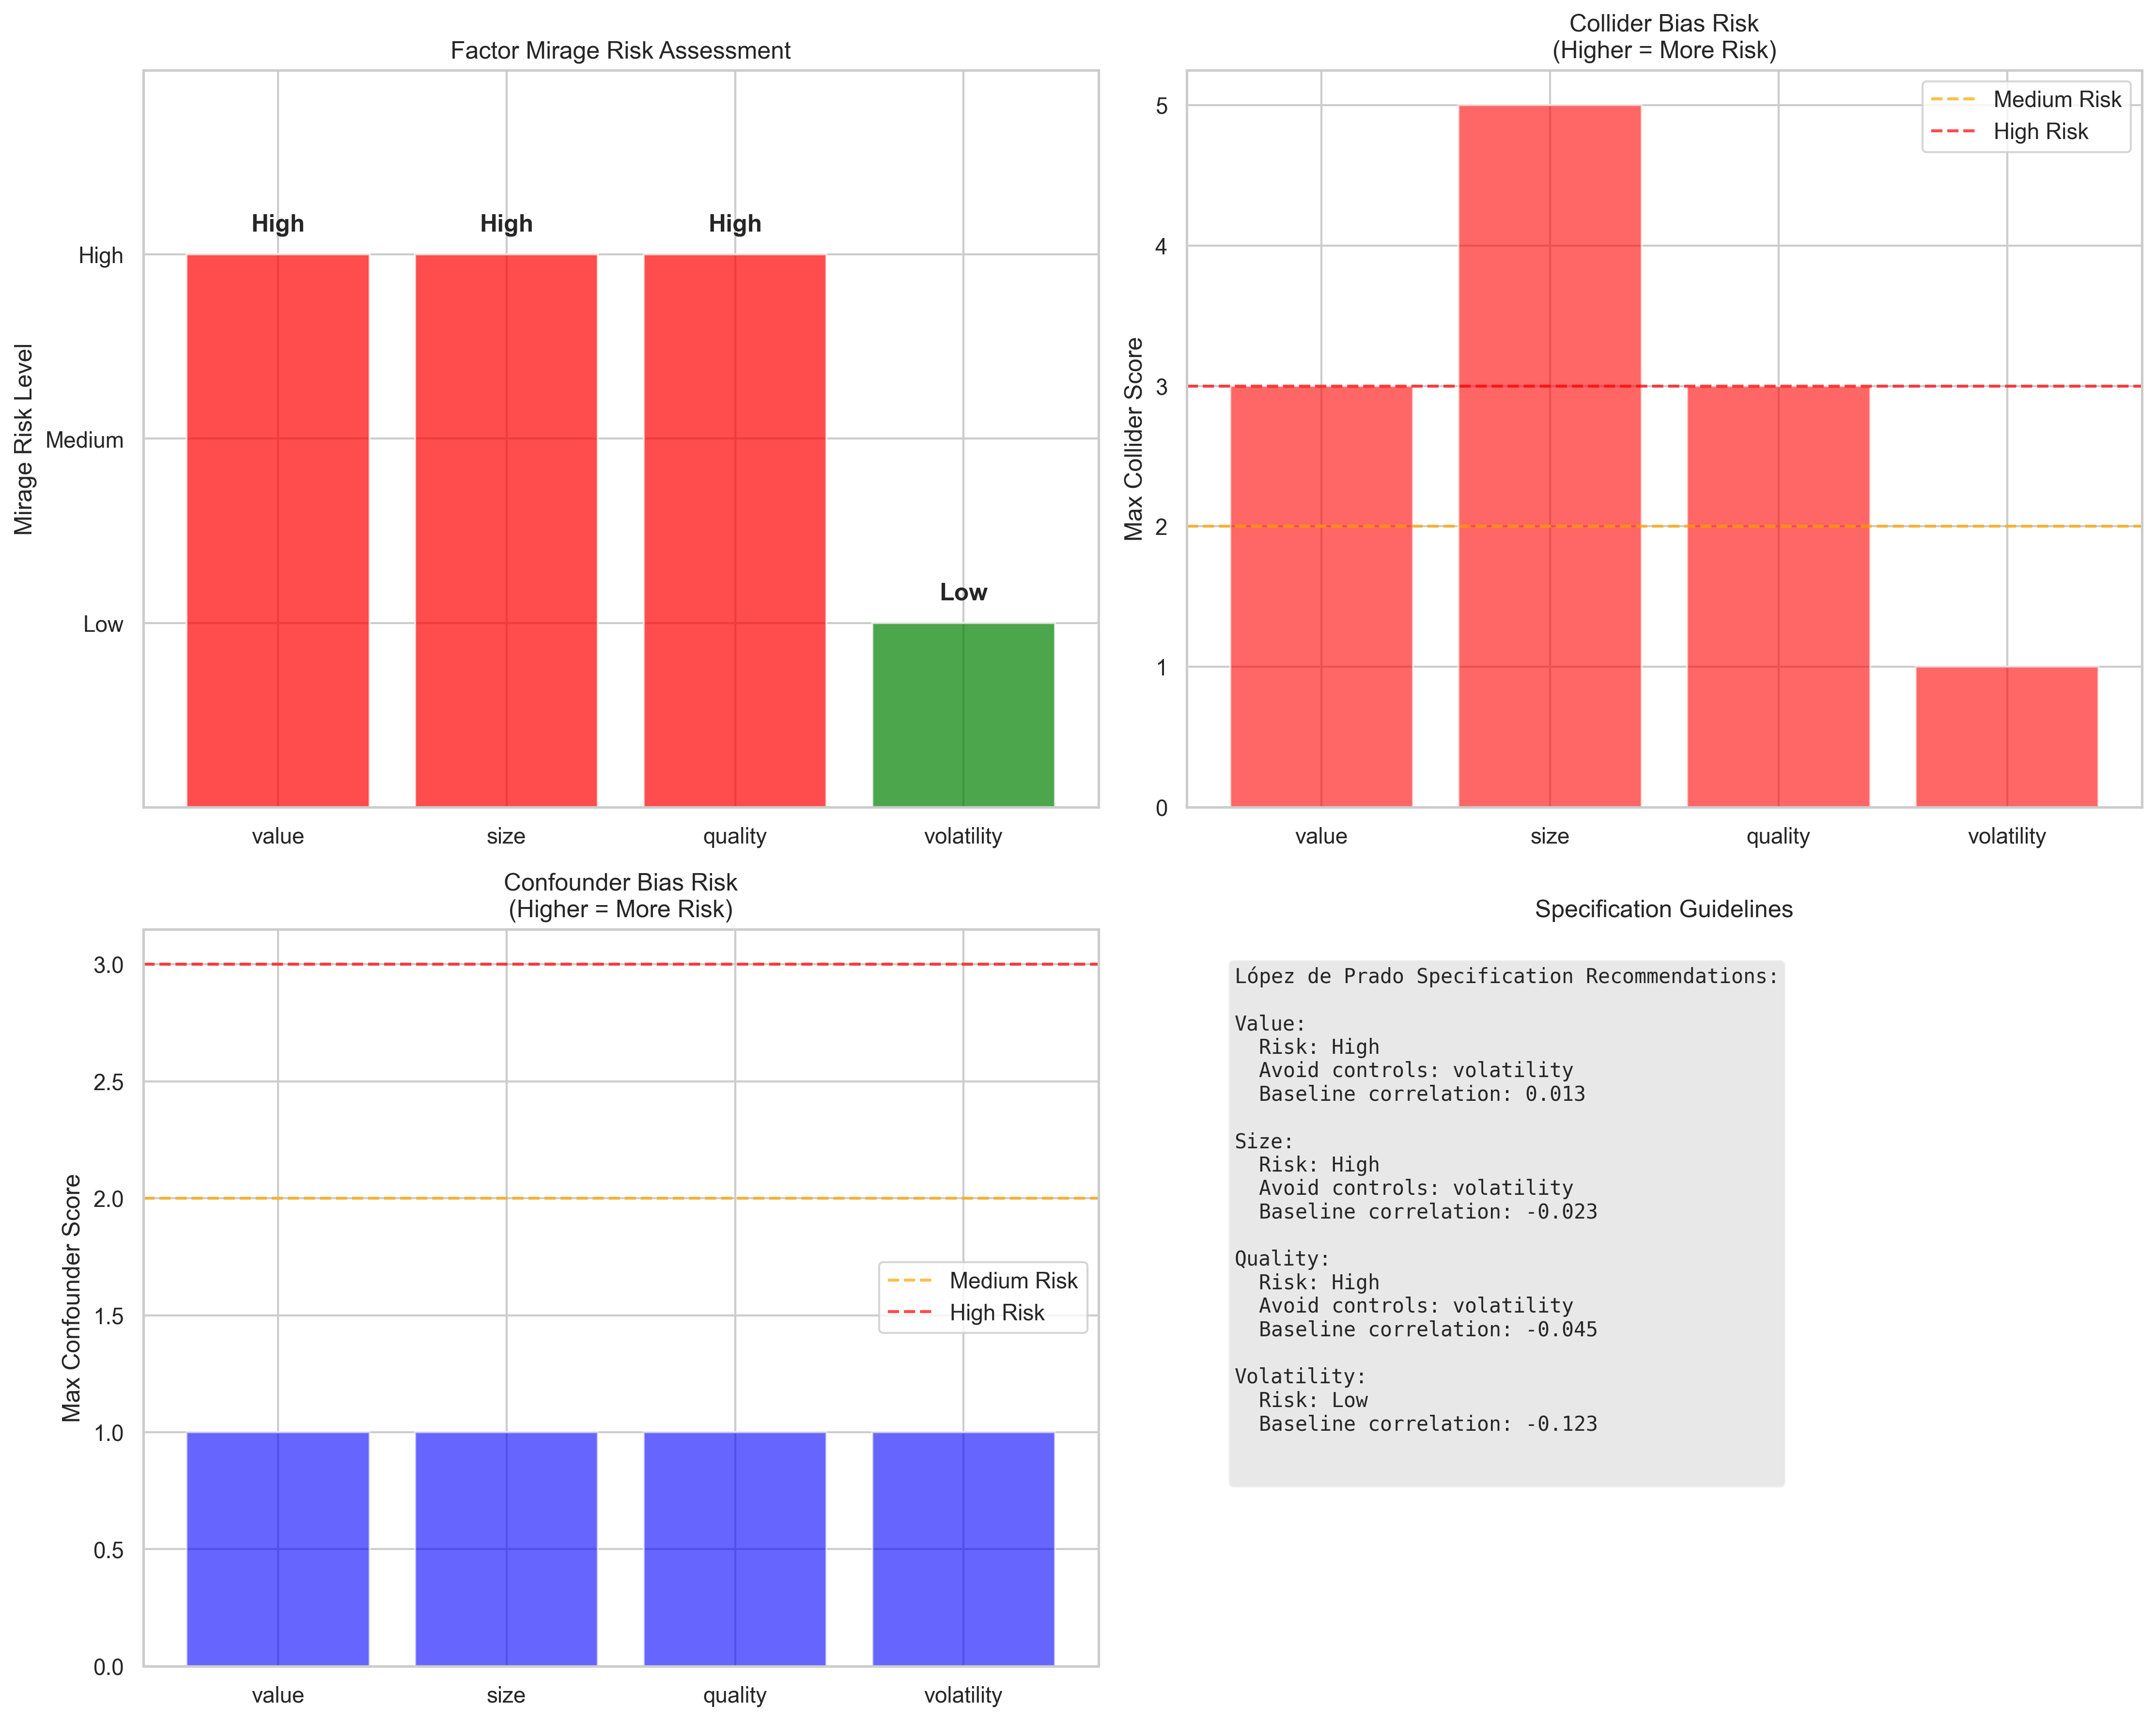 Factor Mirage Risk Assessment
Mirage Risk Level
High
Medium
Low
High
High
High
Low
value
size
quality
volatility
Collider Bias Risk
(Higher = More Risk)
Max Collider Score
5
4
3
2
1
0
Medium Risk
High Risk
value
size
quality
volatility
Confounder Bias Risk
(Higher = More Risk)
Max Confounder Score
3.0
2.5
2.0
1.5
1.0
0.5
0.0
Medium Risk
High Risk
value
size
quality
volatility
Specification Guidelines
López de Prado Specification Recommendations:
Value:
Risk: High
Avoid controls: volatility
Baseline correlation: 0.013
Size:
Risk: High
Avoid controls: volatility
Baseline correlation: -0.023
Quality:
Risk: High
Avoid controls: volatility
Baseline correlation: -0.045
Volatility:
Risk: Low
Baseline correlation: -0.123